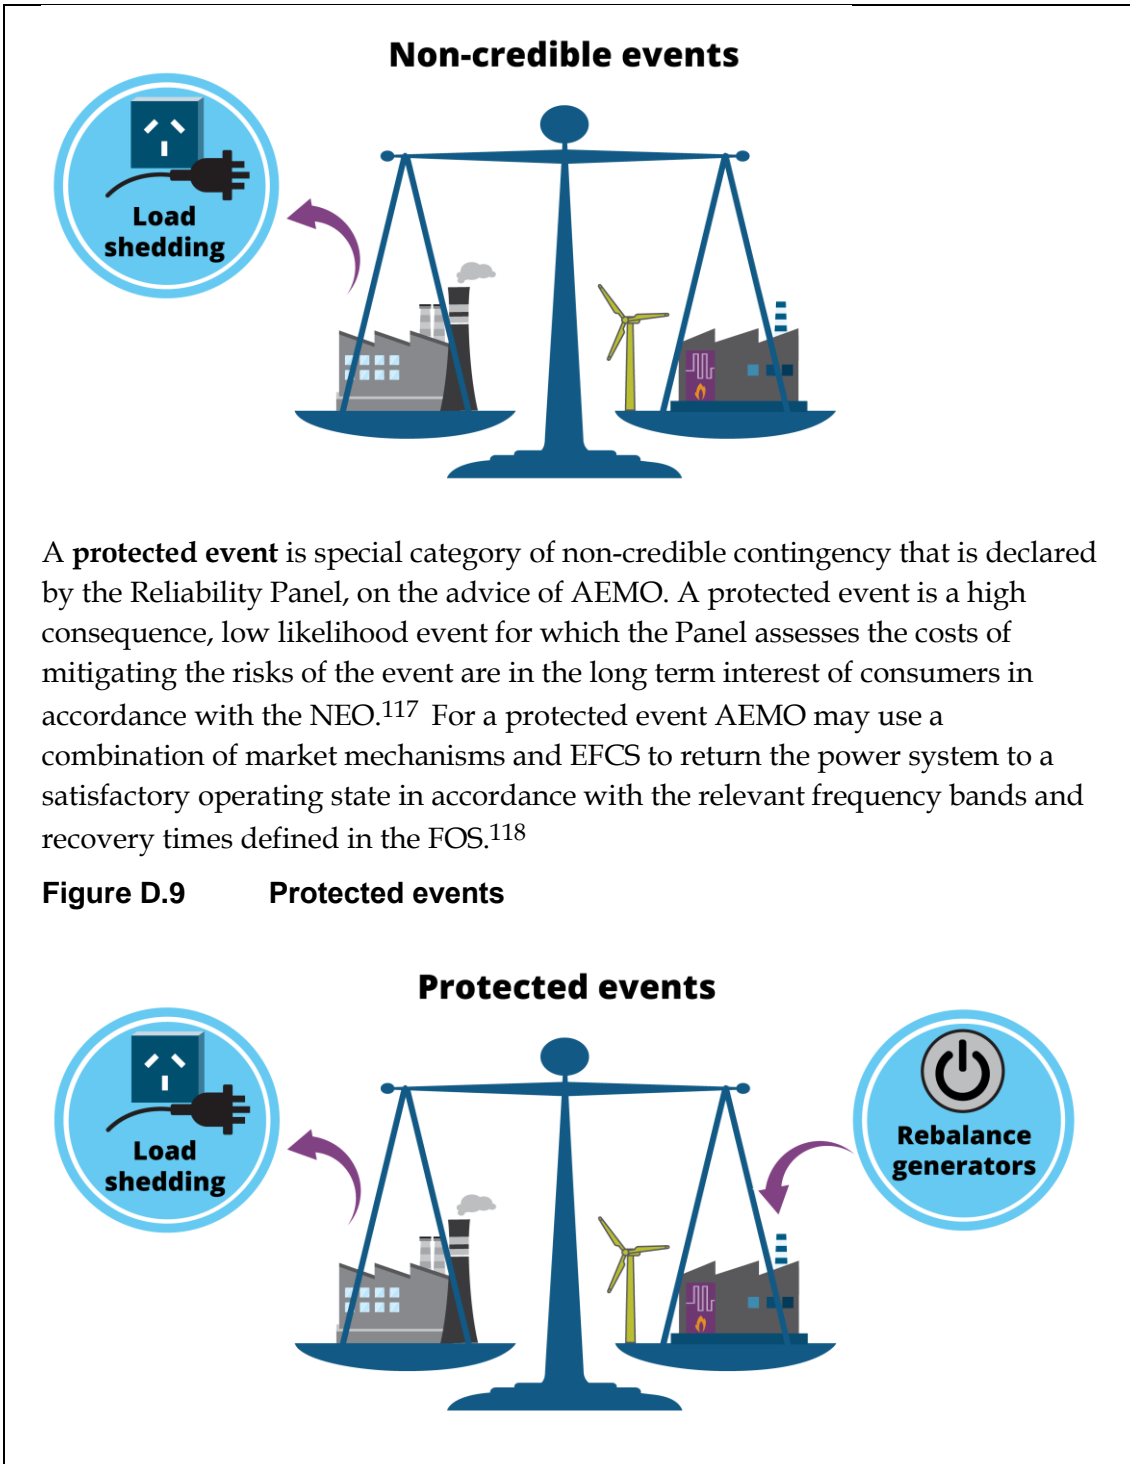 Non-credible events
Load
shedding
A protected event is special category of non-credible contingency that is declared
by the Reliability Panel, on the advice of AEMO. A protected event is a high
consequence, low likelihood event for which the Panel assesses the costs of
mitigating the risks of the event are in the long term interest of consumers in
accordance with the NEO.117 For a protected event AEMO may use a
combination of market mechanisms and EFCS to return the power system to a
satisfactory operating state in accordance with the relevant frequency bands and
recovery times defined in the FOS.118
Figure D.9 Protected events
Protected events
Load
shedding
Rebalance
generators